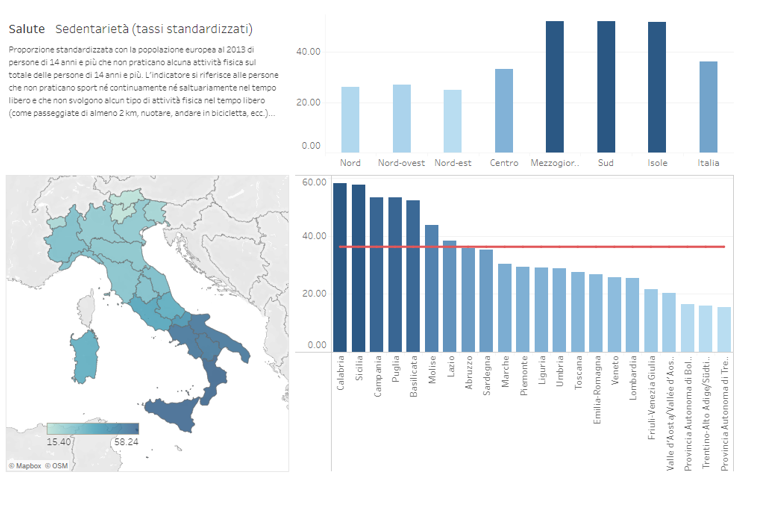 Salute Sedentarietà (tassi standardizzati)
Proporzione standardizzata con la popolazione europea al 2013 di
persone di 14 anni e più che non praticano alcuna attività fisica sul
totale delle persone di 14 anni e più. L'indicatore si riferisce alle persone
che non praticano sport né continuamente né saltuariamente nel tempo
libero e che non svolgono alcun tipo di attività fisica nel tempo libero
(come passeggiate di almeno 2 km, nuotare, andare in bicicletta, ecc.)...
40.00
20.00
0.00
Nord Nord-ovest Nord-est Centro Mezzogior.. Sud Isole Italia
60.00
40.00
20.00
0.00
Calabria
Sicilia
Campania
Puglia
Basilicata
Molise
Lazio
Abruzzo
Sardegna
Marche
Piemonte
Liguria
Umbria
Toscana
Emilia-Romagna
Veneto
Lombardia
Friuli-Venezia Giulia
Valle d'Aosta/Vallée d'Aos..
Provincia Autonoma di Bol..
Trentino-Alto Adige/Südti..
Provincia Autonoma di Tre..
15.40 58.24
© Mapbox © OSM